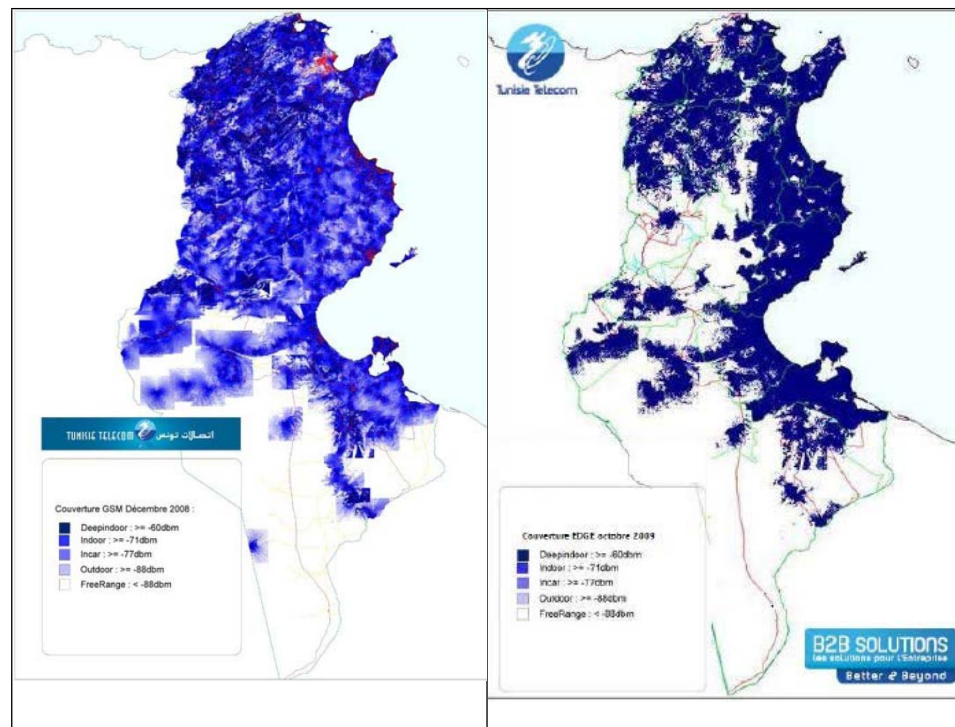 TUNISIE TELECOM اتصالات تونس
Couverture GSM Décembre 2008 :
Deepindoor : >= -60dbm
Indoor : >= -71dbm
Incar : >= -77dbm
Outdoor : >= -88dbm
FreeRange : < -88dbm
Tunisie Telecom
Couverture EDGE octobre 2009
Deepindoor : >= -60dbm
Indoor : >= -71dbm
Incar : >= -77dbm
Outdoor : >= -88dbm
FreeRange : < -88dbm
B2B SOLUTIONS
Les solutions pour l'Entreprise
Better & Beyond